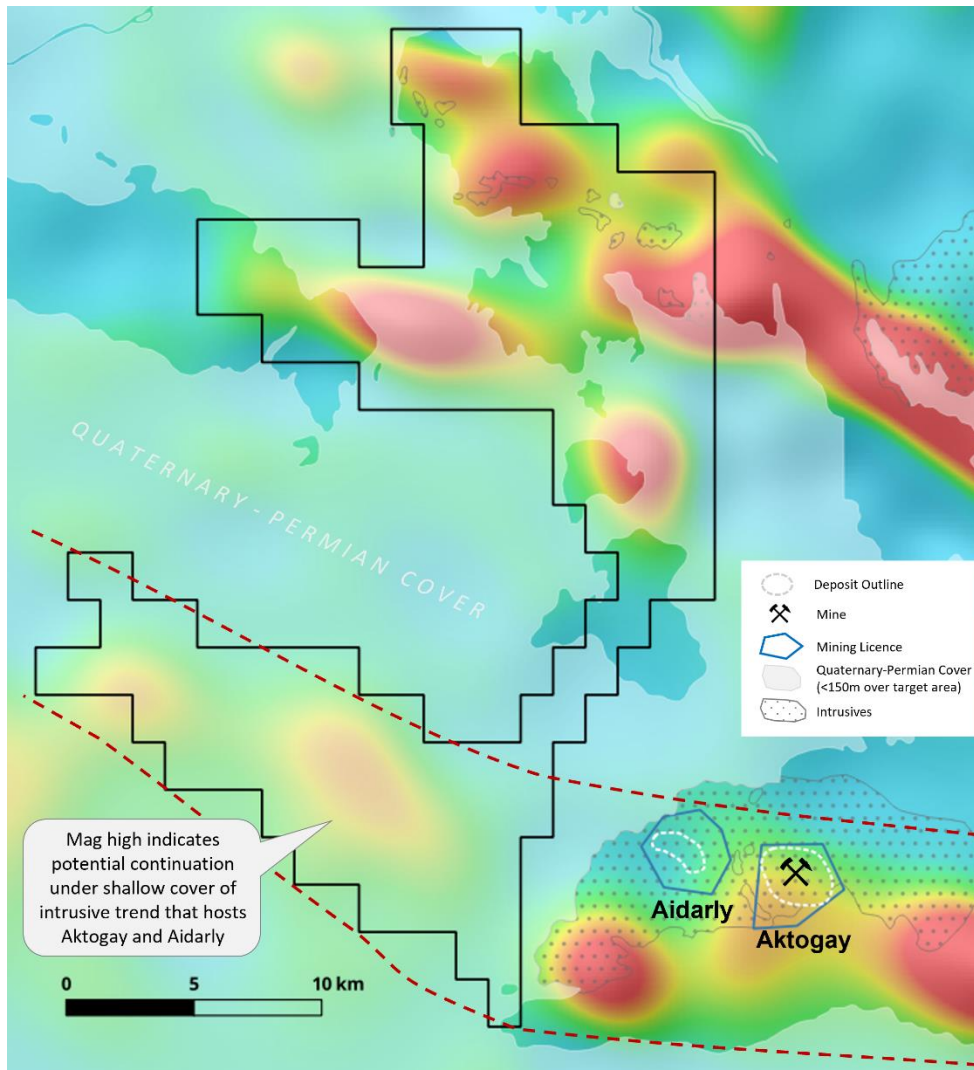 QUATERNARY - PERMIAN COVER
Deposit Outline
Mine
Mining Licence
Quaternary-Permian Cover
(<150m over target area)
Intrusives
Mag high indicates
potential continuation
under shallow cover of
intrusive trend that hosts
Aktogay and Aidarly
Aidarly
Aktogay
0 5 10 km